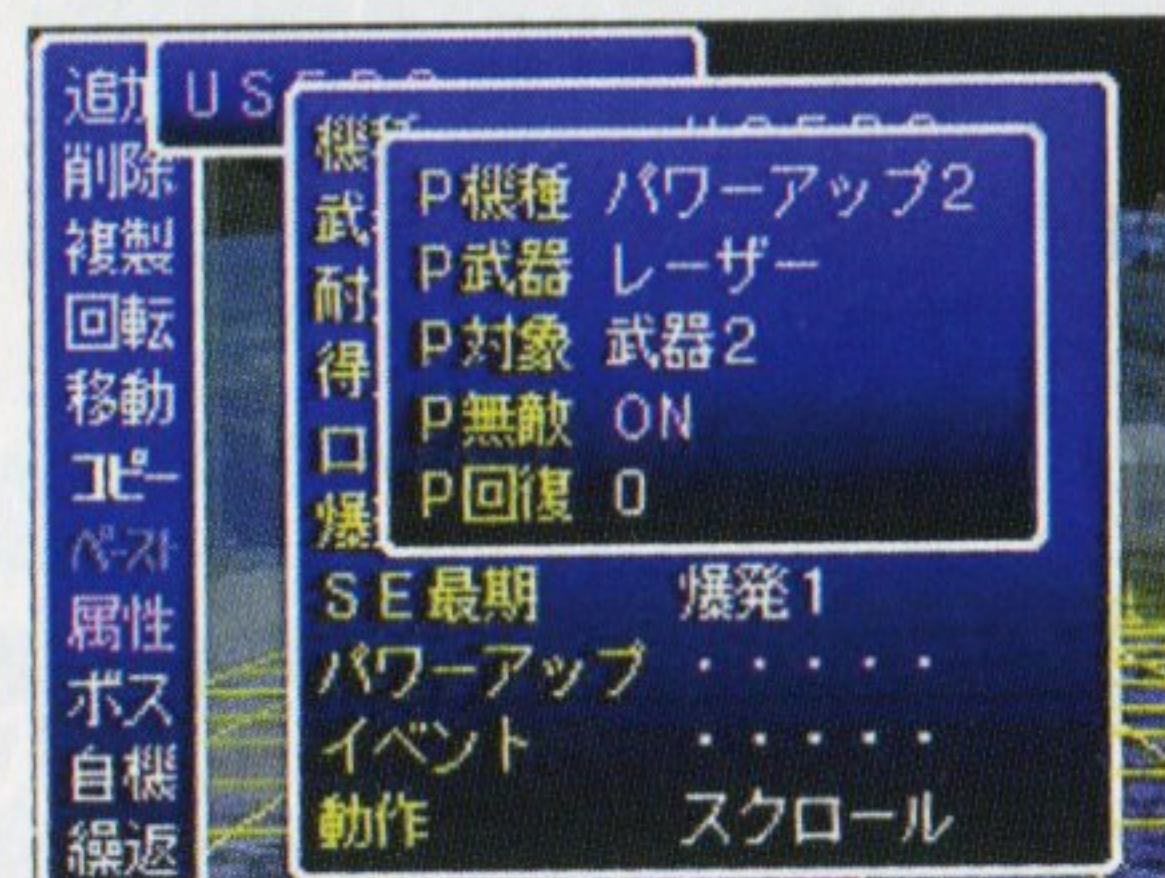 追加
削除
複製
回転
移動
コピー
ペースト
属性
ボス
自機
繰返
US
機種
P機種 パワーアップ2
P武器 レーザー
P対象 武器2
P無敵 ON
P回復 0
SE最期 爆発1
パワーアップ ・・・・・
イベント ・・・・・
動作 スクロール